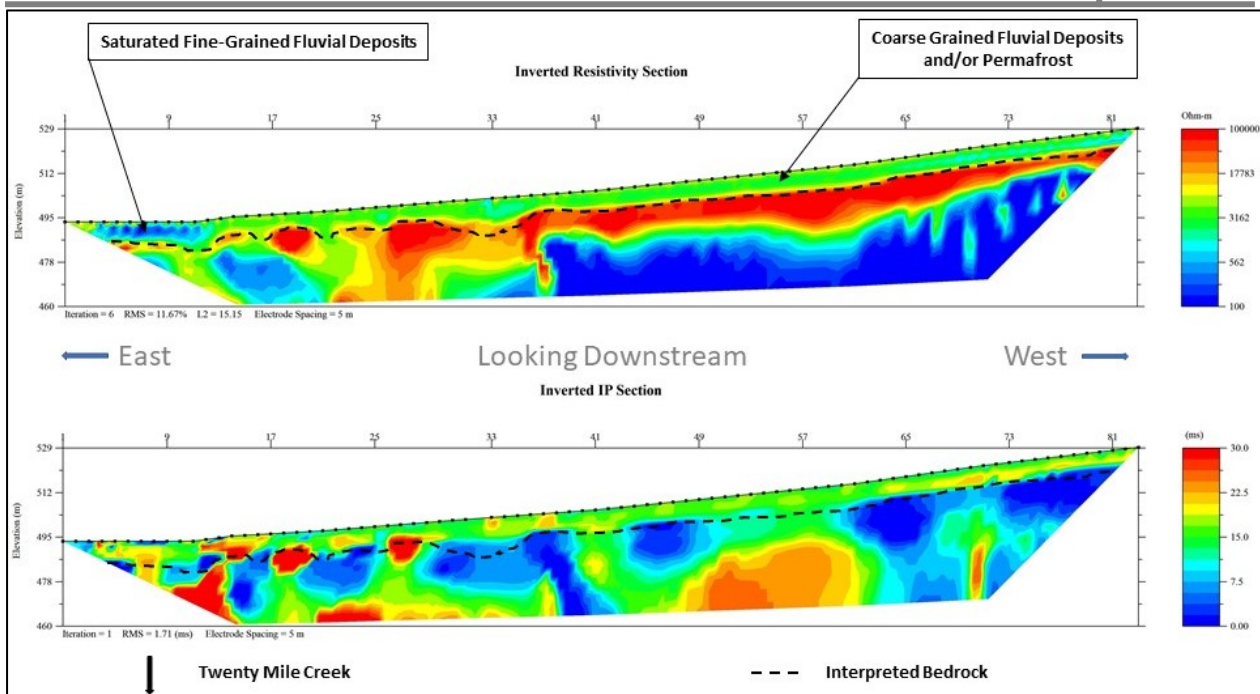 Saturated Fine-Grained Fluvial Deposits
Coarse Grained Fluvial Deposits
and/or Permafrost
Inverted Resistivity Section
1 9 17 25 33 41 49 57 65 73 81
Ohm-m
529 100000
512 17783
495 3162
478 562
460 100
Elevation (m)
Iteration = 6 RMS = 11.67% L2 = 15.15 Electrode Spacing = 5 m
East Looking Downstream West
Inverted IP Section
1 9 17 25 33 41 49 57 65 73 81
(ms)
529 30.0
512 22.5
495 15.0
478 7.5
460 0.00
Elevation (m)
Iteration = 1 RMS = 1.71 (ms) Electrode Spacing = 5 m
Twenty Mile Creek Interpreted Bedrock